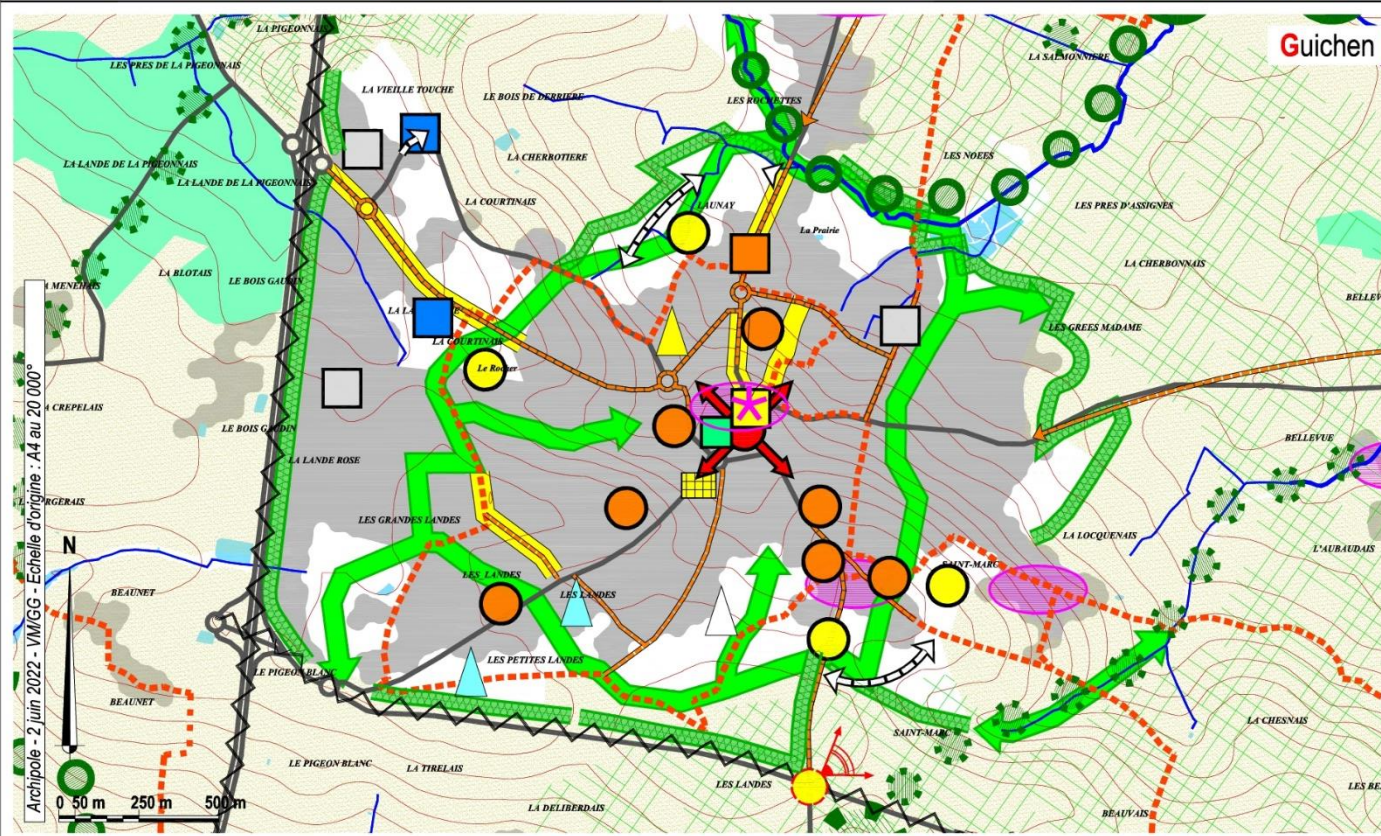 Guichen
LA PIGEONNAIS
LES PRES DE LA PIGEONNAIS
LA SALMONNIERE
LA VIEILLE TOUCHE
LE BOIS DE DERRIERE
LES ROCHETTES
LA CHERBOTIERE
LES NOEES
LA LANDE DE LA PIGEONNAIS
LA LANDE DE LA PIGEONNAIS
LA COURTINAIS
LAUNAY
LES PRES D'ASSIGNES
La Prairie
LA CHERBONNAIS
LA BLOTAIS
LE BOIS GAUDIN
A MENEHAIS
BELLEV
LA COURTINAIS
LES GREES MADAME
Le Rocher
A CREPELAIS
LE BOIS GAUDIN
BELLEVUE
LA LANDE ROSE
LES GRANDES LANDES
LA LOCQUENAIS
L'AUBAUDAIS
N
SAINT-MARC
LES LANDES
LES LANDES
BEAUNET
LES PETITES LANDES
LE PIGEON BLANC
BEAUNET
LA CHESNAIS
SAINT-MARC
LE PIGEON BLANC
LA TIRELAIS
LES LANDES
LES BE
LA DELIBERDAIS
BEAUVAIS
0 50 m 250 m 500 m
Archipole - 2 juin 2022 - VM/GG - Echelle d'origine : A4 au 20 000°